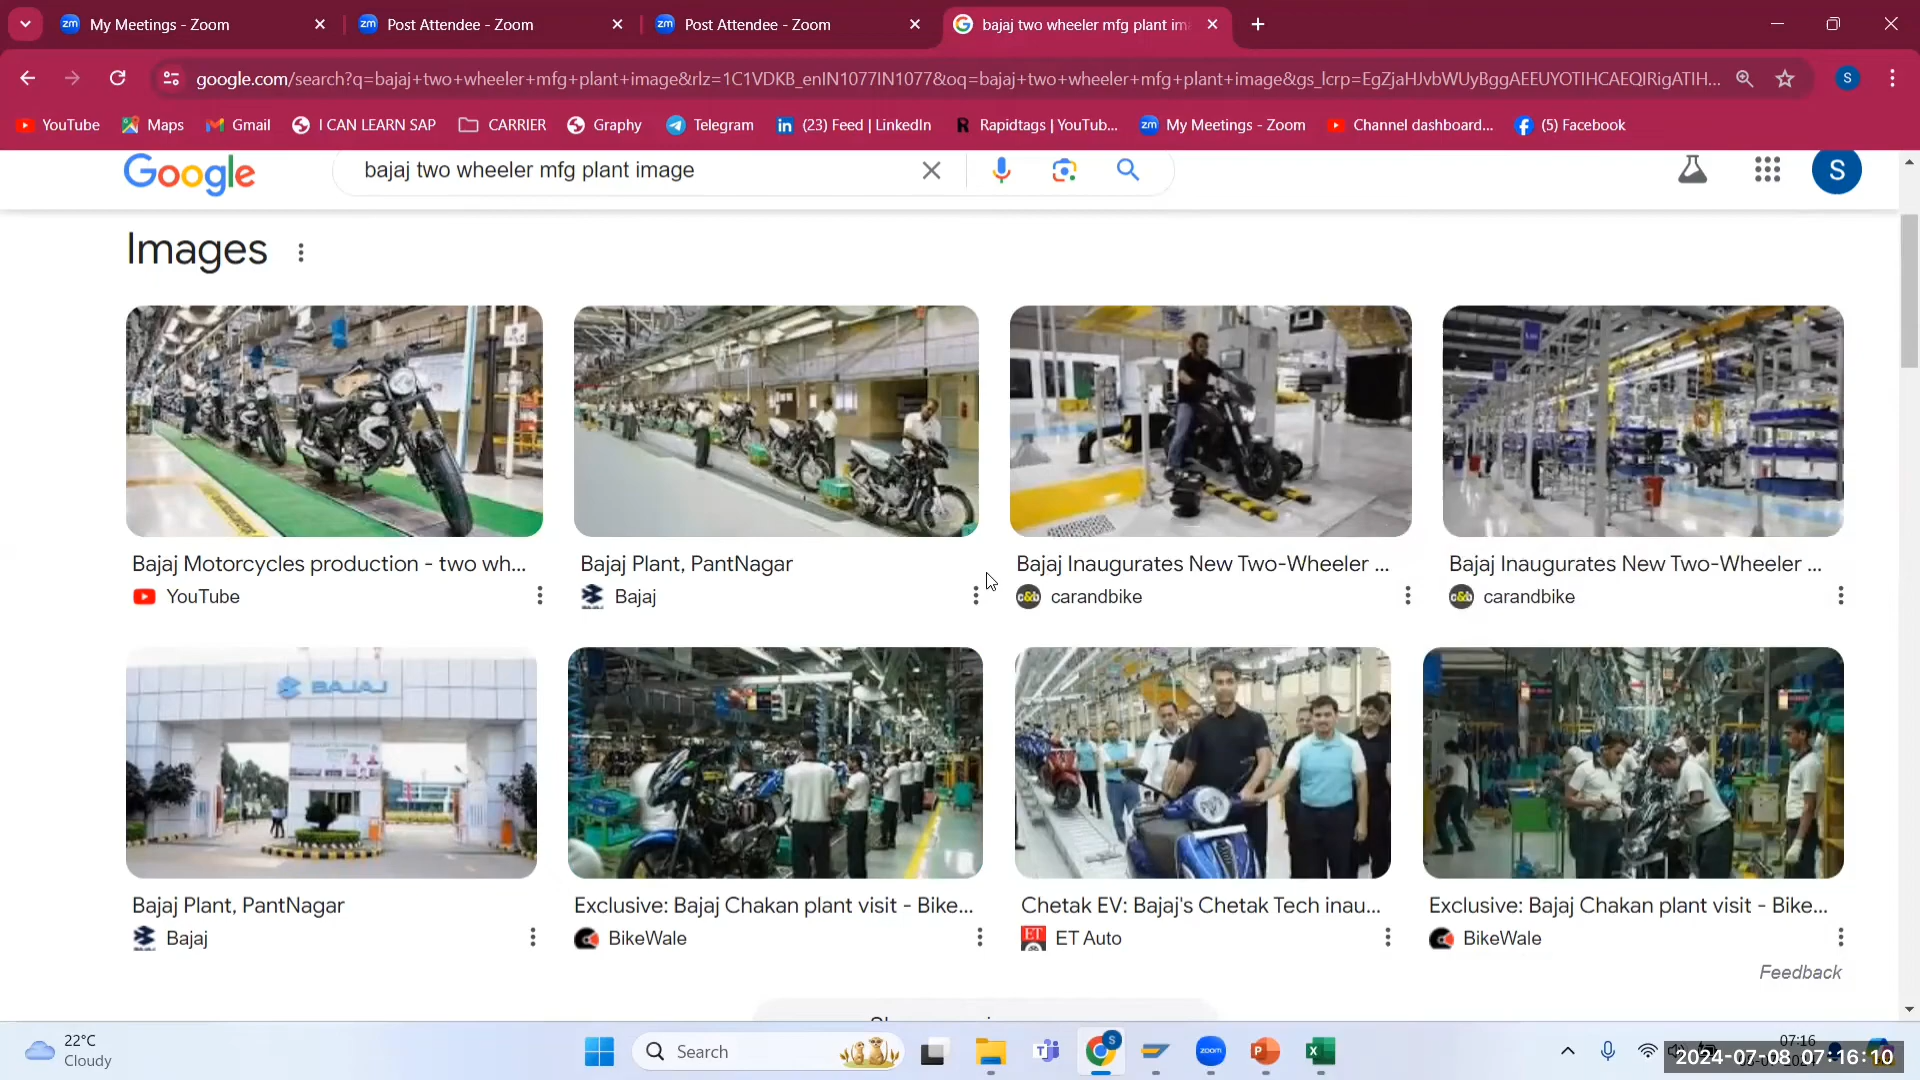 My Meetings - Zoom
Post Attendee - Zoom
Post Attendee - Zoom
bajaj two wheeler mfg plant im
google.com/search?q=bajaj+two+wheeler+mfg+plant+image&rlz=1C1VDKB_enIN1077IN1077&oq=bajaj+two+wheeler+mfg+plant+image&gs_lcrp=EgZjaHJvbWUyBggAEEUYOTIHCAEQIRigATIH...
YouTube
Maps
Gmail
I CAN LEARN SAP
CARRIER
Graphy
Telegram
(23) Feed | LinkedIn
Rapidtags | YouTub...
My Meetings - Zoom
Channel dashboard...
(5) Facebook
Google
bajaj two wheeler mfg plant image
S
Images
Bajaj Motorcycles production - two wh...
YouTube
Bajaj Plant, PantNagar
Bajaj
Bajaj Inaugurates New Two-Wheeler ...
carandbike
Bajaj Inaugurates New Two-Wheeler ...
carandbike
BAJAJ
Bajaj Plant, PantNagar
Bajaj
Exclusive: Bajaj Chakan plant visit - Bike...
BikeWale
Chetak EV: Bajaj's Chetak Tech inau...
ET Auto
Exclusive: Bajaj Chakan plant visit - Bike...
BikeWale
Feedback
22°C
Cloudy
Search
07:16
2024-07-08 07:16:10